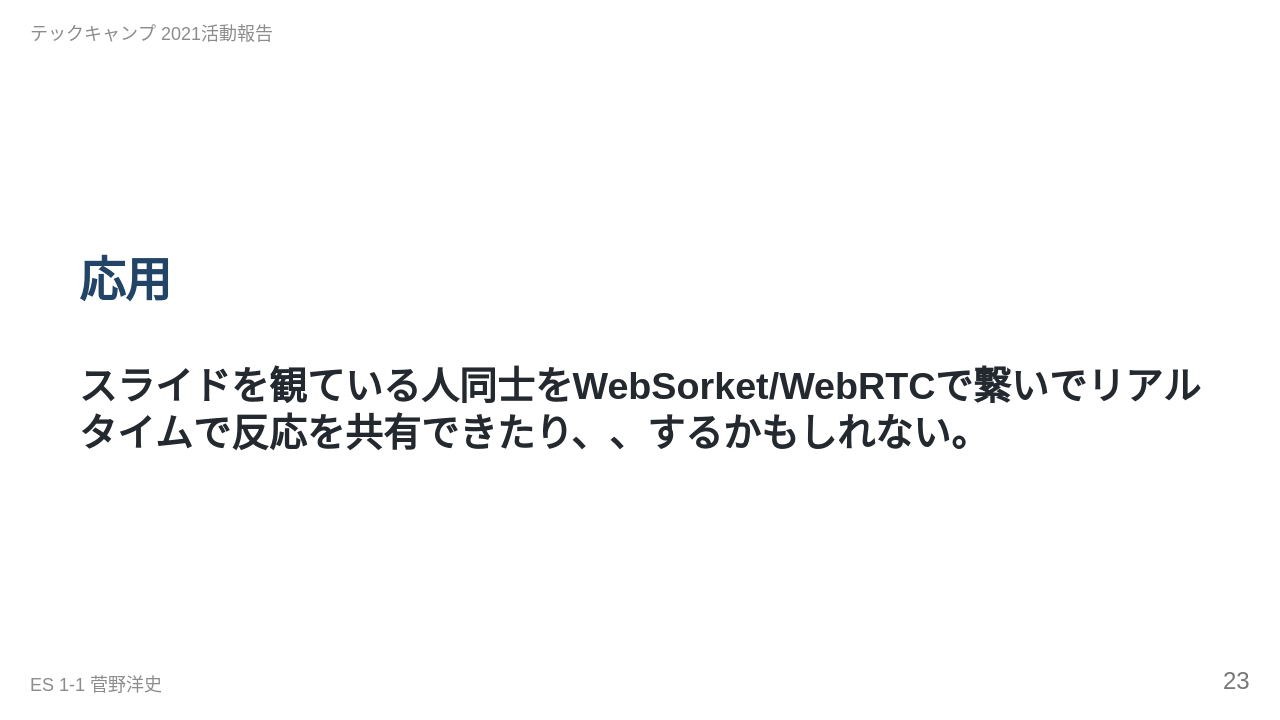 テックキャンプ 2021活動報告
応用
スライドを観ている人同士をWebSorket/WebRTCで繋いでリアル
タイムで反応を共有できたり、、するかもしれない。
ES 1-1 菅野洋史
23